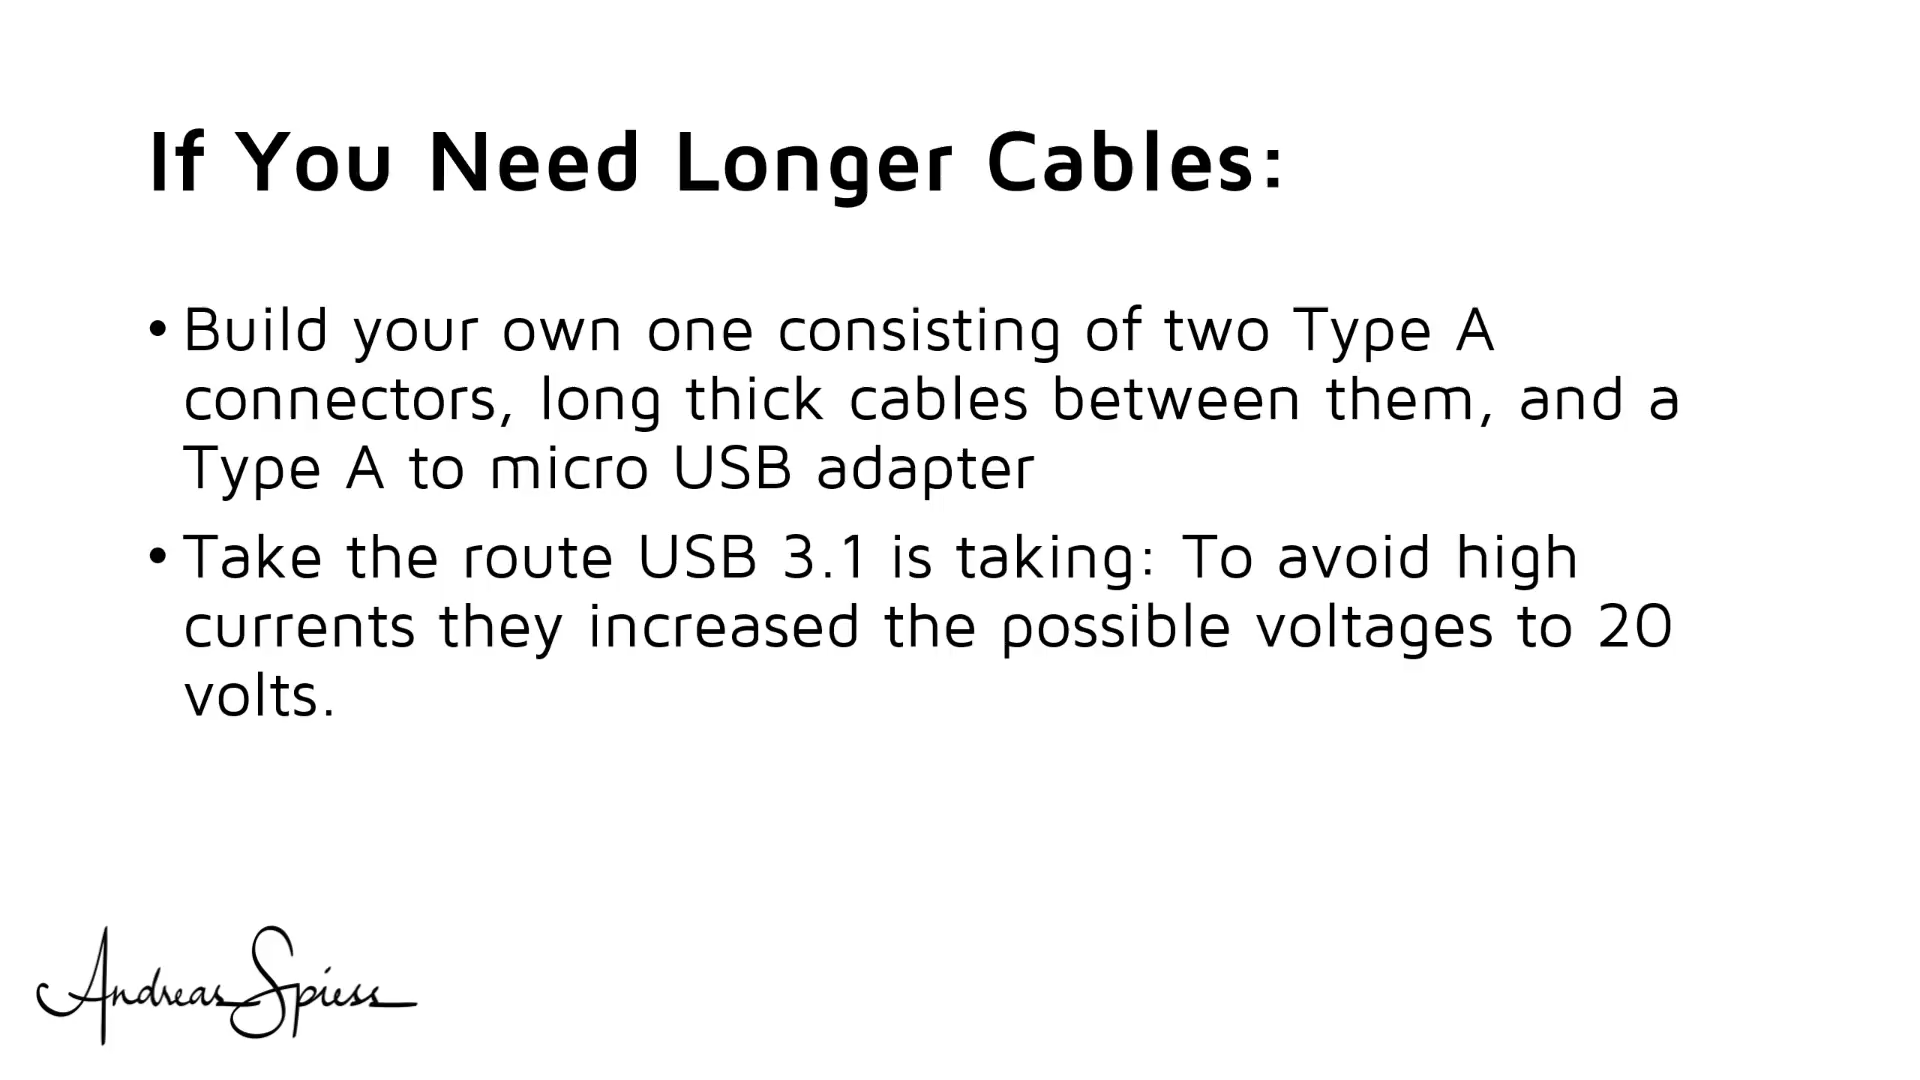 If You Need Longer Cables:
• Build your own one consisting of two Type A
connectors, long thick cables between them, and a
Type A to micro USB adapter
• Take the route USB 3.1 is taking: To avoid high
currents they increased the possible voltages to 20
volts.
Andreas Spiess